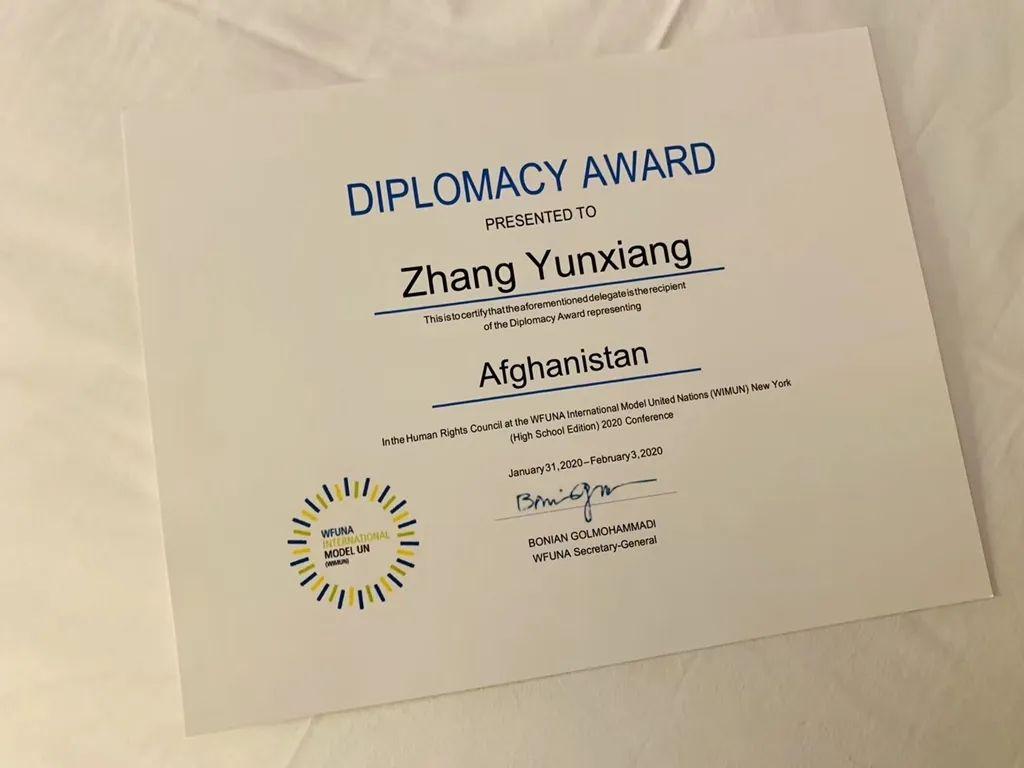 DIPLOMACY AWARD
PRESENTED TO
Zhang Yunxiang
This is to certify that the aforementioned delegate is the recipient
of the Diplomacy Award representing
Afghanistan
In the Human Rights Council at the WFUNA International Model United Nations (WIMUN) New York
(High School Edition) 2020 Conference
January 31, 2020 – February 3, 2020
BONIAN GOLMOHAMMADI
WFUNA Secretary-General
WFUNA
INTERNATIONAL
MODEL UN
(WIMUN)